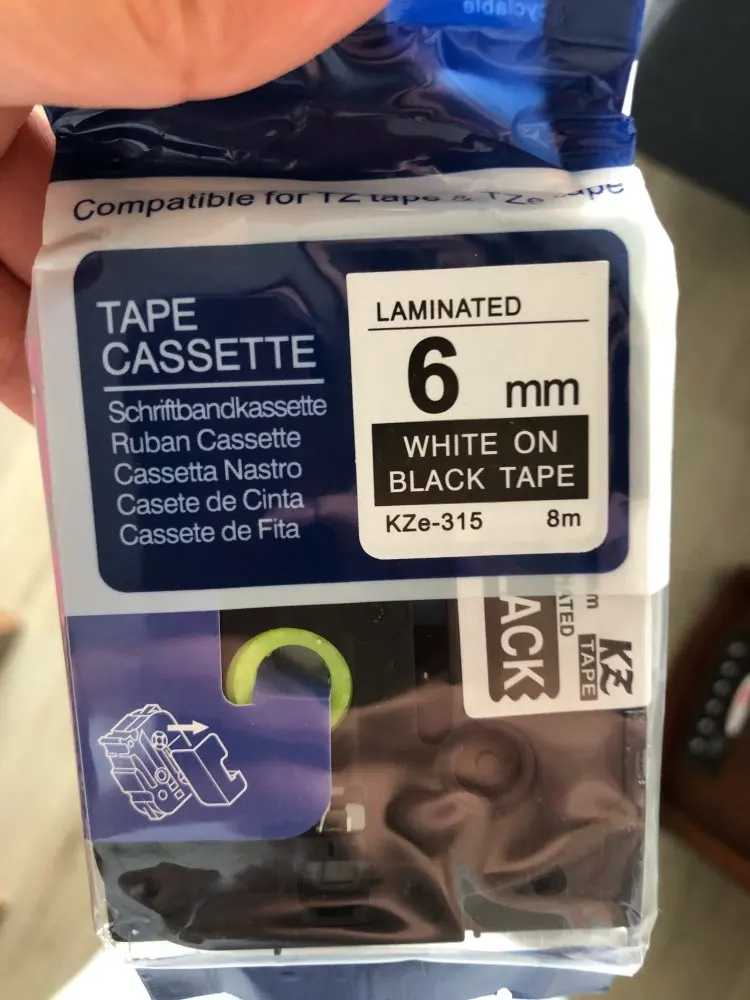 Compatible for TZ tape & TZe tape
TAPE
CASSETTE
Schriftbandkassette
Ruban Cassette
Cassetta Nastro
Casete de Cinta
Cassete de Fita
LAMINATED
6 mm
WHITE ON
BLACK TAPE
KZe-315 8m
KZ
TAPE